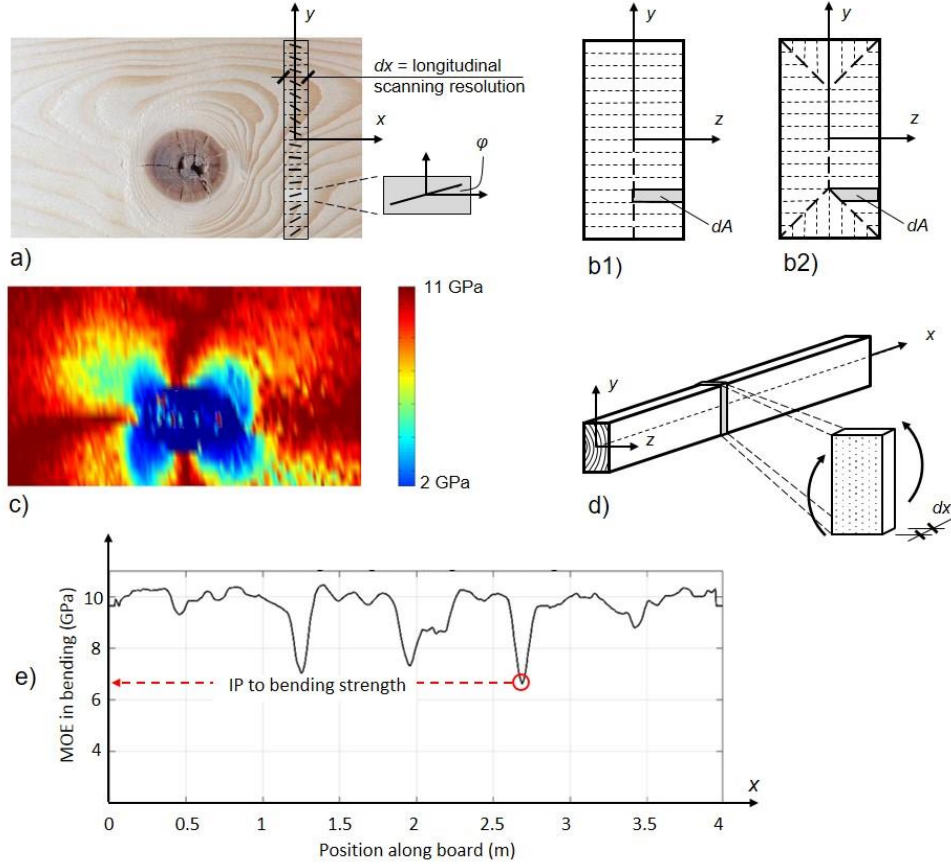 y
dx = longitudinal
scanning resolution
x
φ
a)
y
z
dA
b1)
y
z
dA
b2)
11 GPa
2 GPa
c)
x
y
z
dx
d)
e)
MOE in bending (GPa)
10
8
6
4
IP to bending strength
x
0 0.5 1 1.5 2 2.5 3 3.5 4
Position along board (m)